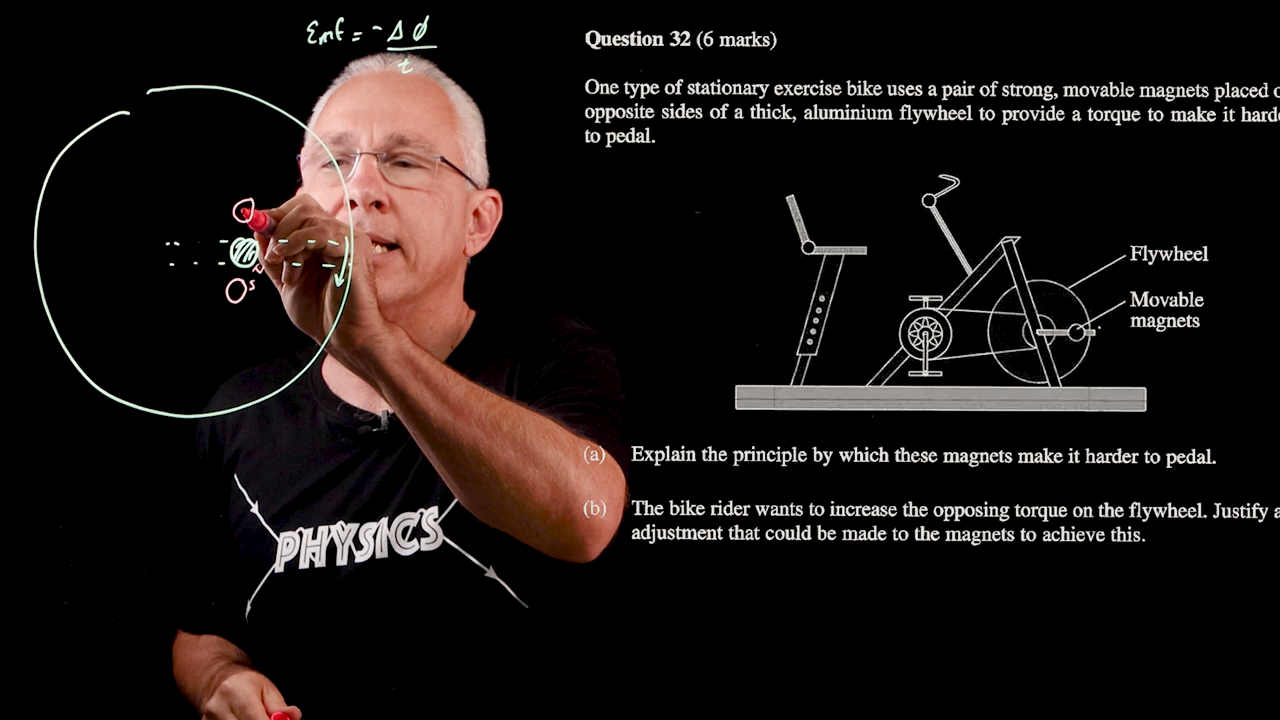 Emf = - Δ φ
t
s
Question 32 (6 marks)
One type of stationary exercise bike uses a pair of strong, movable magnets placed
opposite sides of a thick, aluminium flywheel to provide a torque to make it
to pedal.
Flywheel
Movable
magnets
(a) Explain the principle by which these magnets make it harder to pedal.
(b) The bike rider wants to increase the opposing torque on the flywheel. Justify
adjustment that could be made to the magnets to achieve this.
PHYSICS